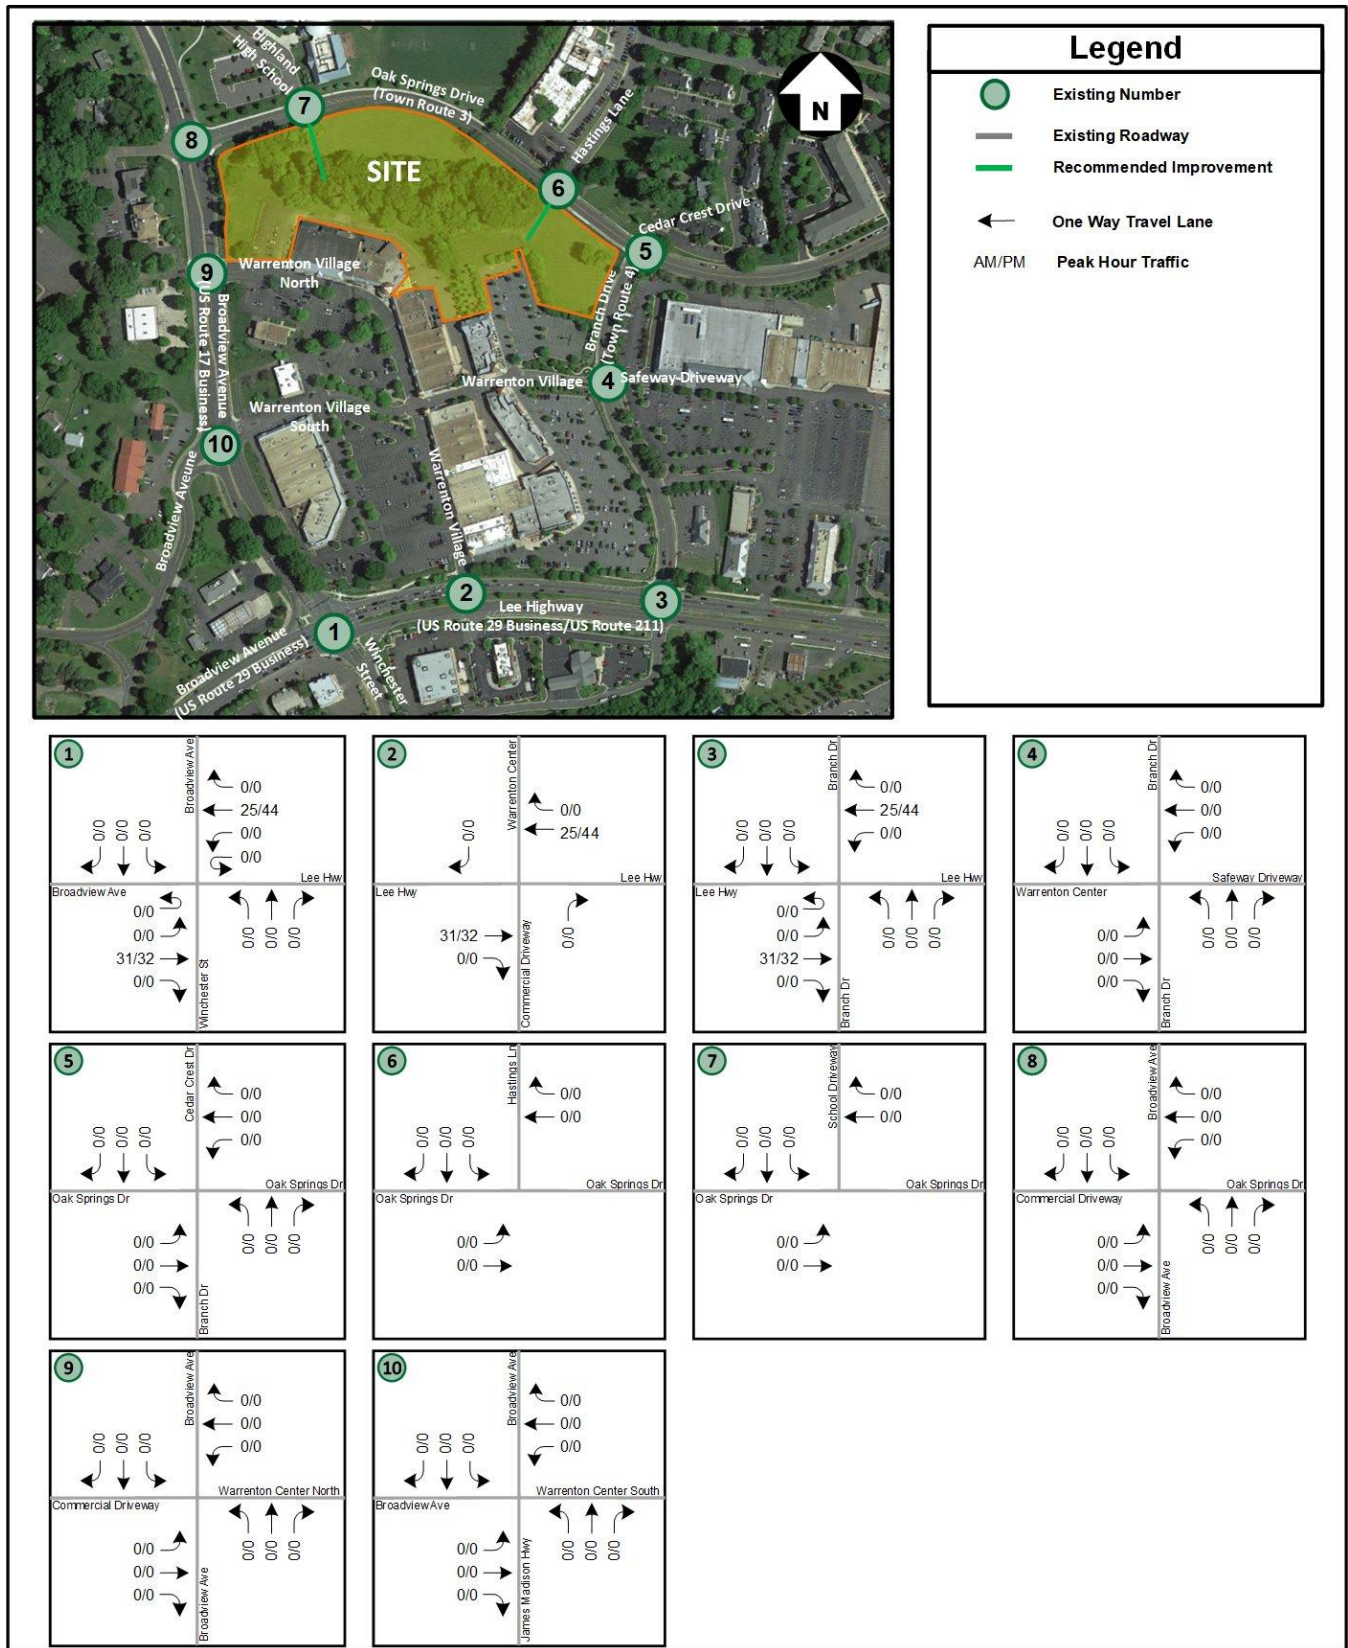 Highland
High School
Oak Springs Drive
(Town Route 3)
Hastings Lane
N
7
8
SITE
6
Cedar Crest Drive
5
9
Warrenton Village
North
Branch Drive
(Town Route 4)
Broadview Avenue
(US Route 17 Business)
Warrenton Village
4
Safeway Driveway
Warrenton Village
South
10
Broadview Aveune
Warrenton Village
2
3
Lee Highway
(US Route 29 Business/US Route 211)
1
Broadview Avenue
(US Route 29 Business)
Winchester
Street
Legend
Existing Number
Existing Roadway
Recommended Improvement
One Way Travel Lane
AM/PM Peak Hour Traffic
1
Broadview Ave
0/0
25/44
0/0
0/0
0/0 0/0 0/0
Lee Hwy
Broadview Ave
0/0
0/0
31/32
0/0
0/0 0/0 0/0
Winchester St
2
Warrenton Center
0/0
25/44
0/0
Lee Hwy
Lee Hwy
31/32
0/0
0/0
Commercial Driveway
3
Branch Dr
0/0
25/44
0/0
0/0 0/0 0/0
Lee Hwy
Lee Hwy
0/0
0/0
31/32
0/0
0/0 0/0 0/0
Branch Dr
4
Branch Dr
0/0
0/0
0/0
0/0 0/0 0/0
Safeway Driveway
Warrenton Center
0/0
0/0
0/0
0/0 0/0 0/0
Branch Dr
5
Cedar Crest Dr
0/0
0/0
0/0
0/0 0/0 0/0
Oak Springs Dr
Oak Springs Dr
0/0
0/0
0/0
0/0 0/0 0/0
Branch Dr
6
Hastings Ln
0/0
0/0
0/0 0/0 0/0
Oak Springs Dr
Oak Springs Dr
0/0
0/0
7
School Driveway
0/0
0/0
0/0 0/0 0/0
Oak Springs Dr
Oak Springs Dr
0/0
0/0
8
Broadview Ave
0/0
0/0
0/0
0/0 0/0 0/0
Oak Springs Dr
Commercial Driveway
0/0
0/0
0/0
0/0 0/0 0/0
Broadview Ave
9
Broadview Ave
0/0
0/0
0/0
0/0 0/0 0/0
Warrenton Center North
Commercial Driveway
0/0
0/0
0/0
0/0 0/0 0/0
Broadview Ave
10
Broadview Ave
0/0
0/0
0/0
0/0 0/0 0/0
Warrenton Center South
Broadview Ave
0/0
0/0
0/0
0/0 0/0 0/0
James Madison Hwy